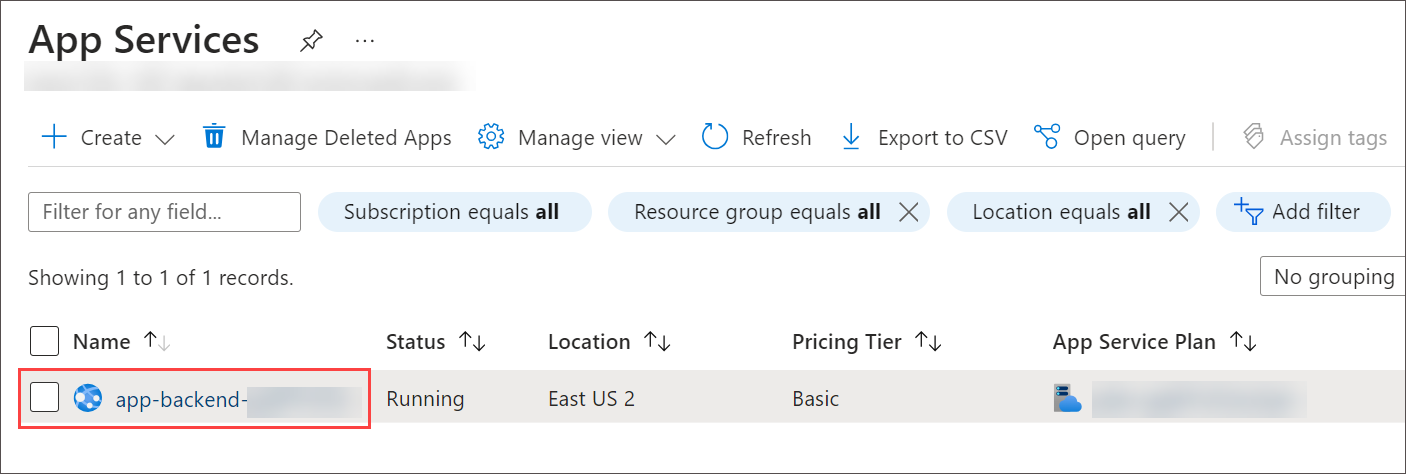 App Services
Create Manage Deleted Apps Manage view Refresh Export to CSV Open query Assign tags
Filter for any field... Subscription equals all Resource group equals all Location equals all Add filter
Showing 1 to 1 of 1 records.
No grouping
Name Status Location Pricing Tier App Service Plan
app-backend- Running East US 2 Basic